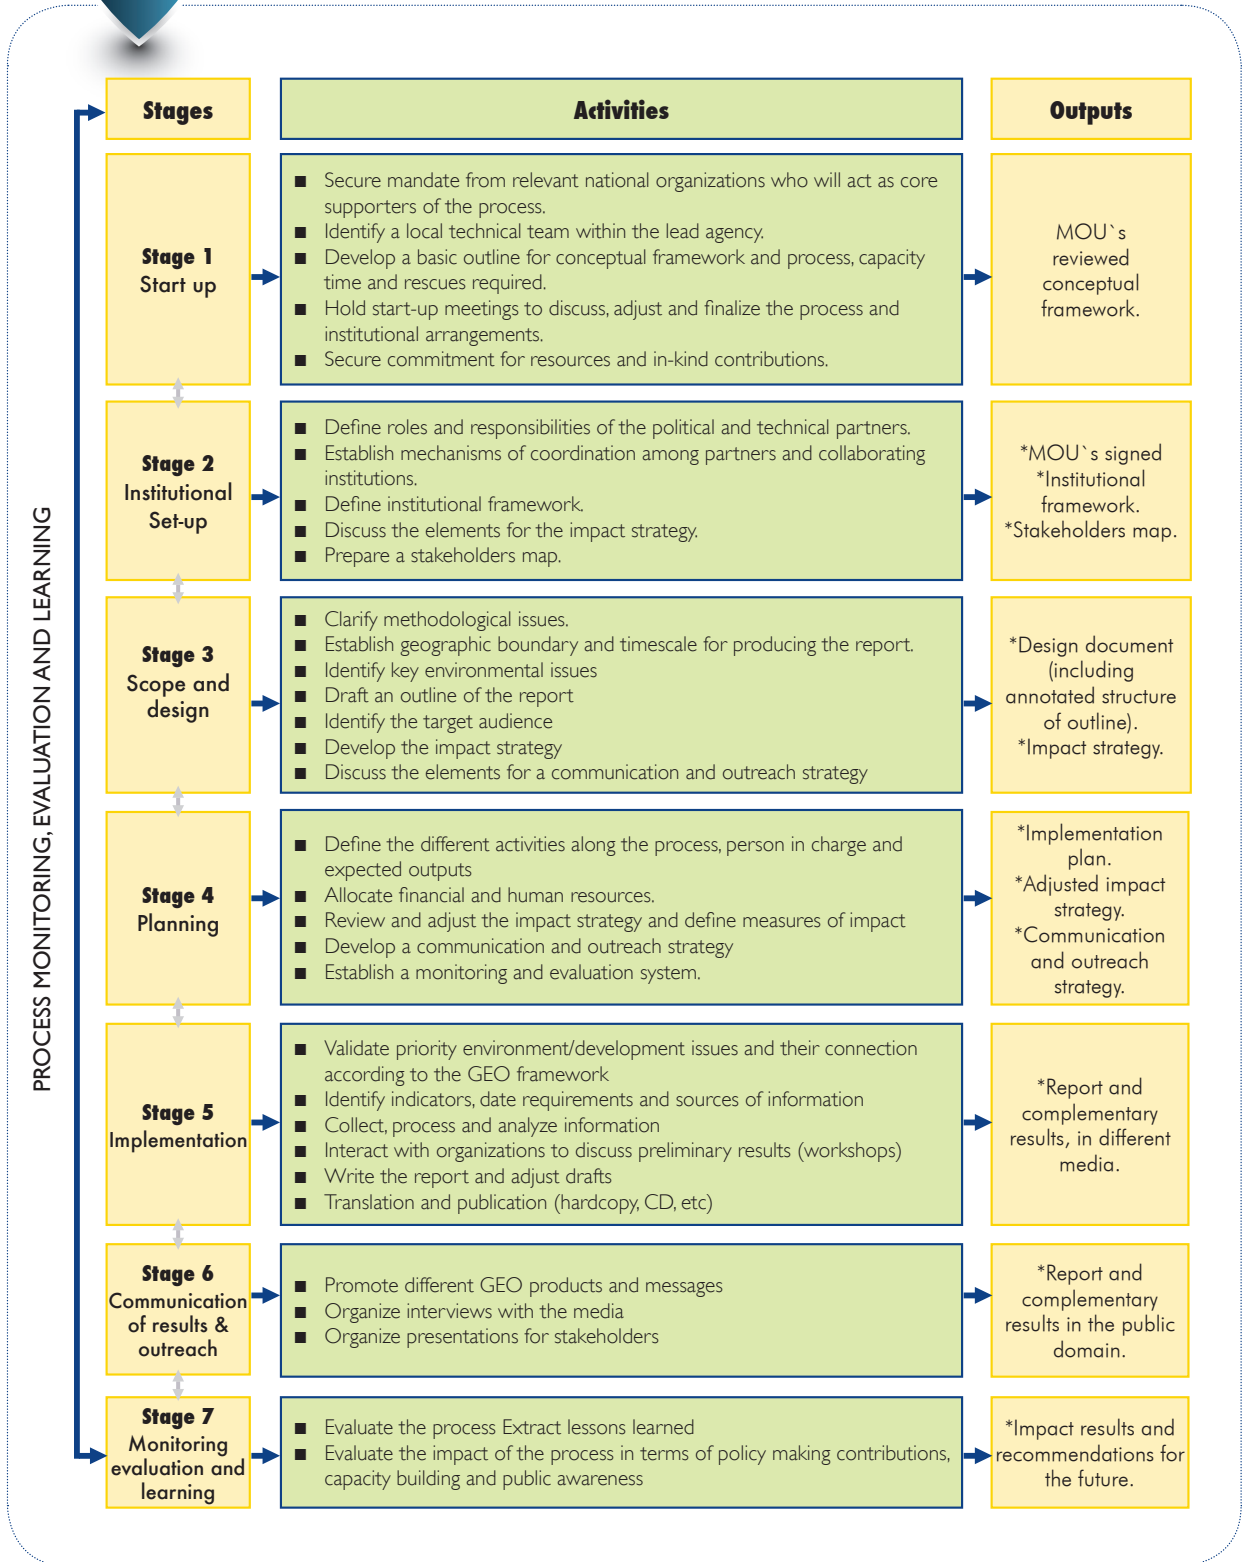 Stages
Activities
Outputs
Stage 1
Start up
■ Secure mandate from relevant national organizations who will act as core
supporters of the process.
■ Identify a local technical team within the lead agency.
■ Develop a basic outline for conceptual framework and process, capacity
time and rescues required.
■ Hold start-up meetings to discuss, adjust and finalize the process and
institutional arrangements.
■ Secure commitment for resources and in-kind contributions.
MOU`s
reviewed
conceptual
framework.
Stage 2
Institutional
Set-up
■ Define roles and responsibilities of the political and technical partners.
■ Establish mechanisms of coordination among partners and collaborating
institutions.
■ Define institutional framework.
■ Discuss the elements for the impact strategy.
■ Prepare a stakeholders map.
*MOU`s signed
*Institutional
framework.
*Stakeholders map.
Stage 3
Scope and
design
■ Clarify methodological issues.
■ Establish geographic boundary and timescale for producing the report.
■ Identify key environmental issues
■ Draft an outline of the report
■ Identify the target audience
■ Develop the impact strategy
■ Discuss the elements for a communication and outreach strategy
*Design document
(including
annotated structure
of outline).
*Impact strategy.
Stage 4
Planning
■ Define the different activities along the process, person in charge and
expected outputs
■ Allocate financial and human resources.
■ Review and adjust the impact strategy and define measures of impact
■ Develop a communication and outreach strategy
■ Establish a monitoring and evaluation system.
*Implementation
plan.
*Adjusted impact
strategy.
*Communication
and outreach
strategy.
Stage 5
Implementation
■ Validate priority environment/development issues and their connection
according to the GEO framework
■ Identify indicators, date requirements and sources of information
■ Collect, process and analyze information
■ Interact with organizations to discuss preliminary results (workshops)
■ Write the report and adjust drafts
■ Translation and publication (hardcopy, CD, etc)
*Report and
complementary
results, in different
media.
Stage 6
Communication
of results &
outreach
■ Promote different GEO products and messages
■ Organize interviews with the media
■ Organize presentations for stakeholders
*Report and
complementary
results in the public
domain.
Stage 7
Monitoring
evaluation and
learning
■ Evaluate the process Extract lessons learned
■ Evaluate the impact of the process in terms of policy making contributions,
capacity building and public awareness
*Impact results and
recommendations for
the future.
PROCESS MONITORING, EVALUATION AND LEARNING